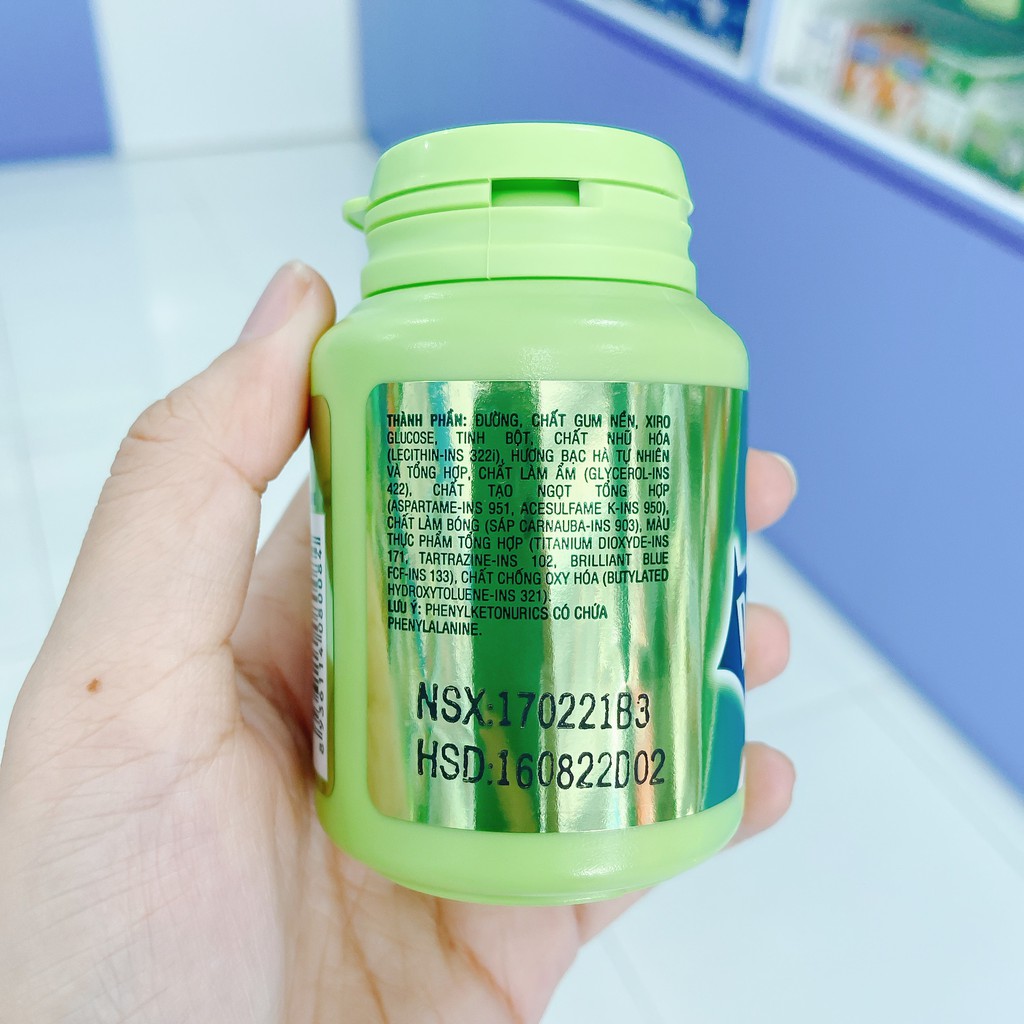 THÀNH PHẦN: ĐƯỜNG, CHẤT GUM NỀN, XIRO
GLUCOSE, TINH BỘT, CHẤT NHŨ HÓA
(LECITHIN-INS 322i), HƯƠNG BẠC HÀ TỰ NHIÊN
VÀ TỔNG HỢP, CHẤT LÀM ẨM (GLYCEROL-INS
422), CHẤT TẠO NGỌT TỔNG HỢP
(ASPARTAME-INS 951, ACESULFAME K-INS 950),
CHẤT LÀM BÓNG (SÁP CARNAUBA-INS 903), MÀU
THỰC PHẨM TỔNG HỢP (TITANIUM DIOXYDE-INS
171, TARTRAZINE-INS 102, BRILLIANT BLUE
FCF-INS 133), CHẤT CHỐNG OXY HÓA (BUTYLATED
HYDROXYTOLUENE-INS 321).
LƯU Ý: PHENYLKETONURICS CÓ CHỨA
PHENYLALANINE.
NSX:170221B3
HSD:160822D02